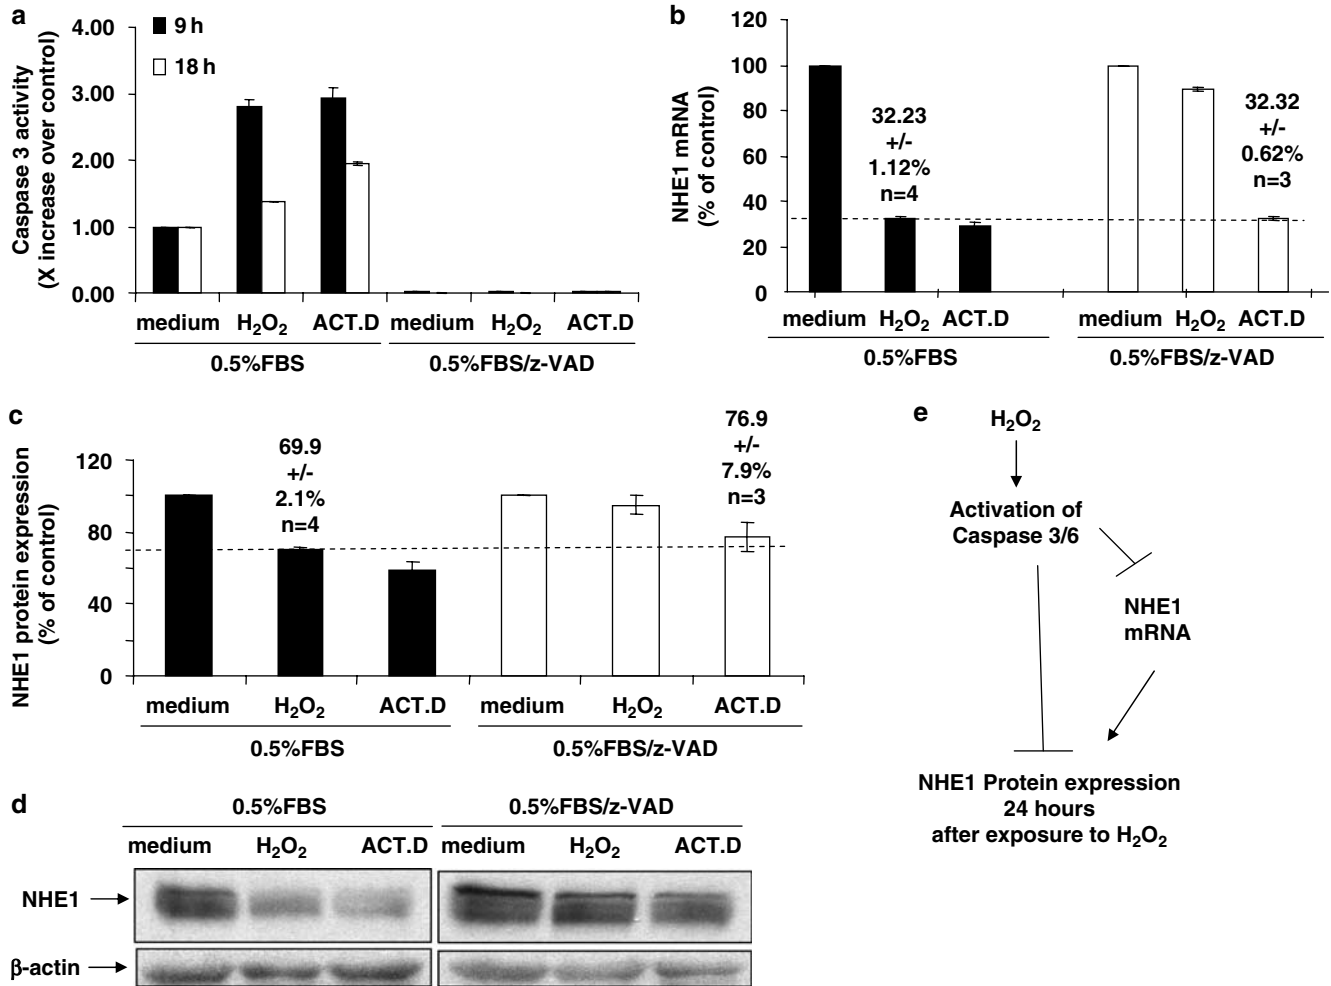 a
9 h
18 h
Caspase 3 activity
(X increase over control)
4.00
3.00
2.00
1.00
0.00
medium H₂O₂ ACT.D medium H₂O₂ ACT.D
0.5%FBS 0.5%FBS/z-VAD
b
NHE1 mRNA
(% of control)
120
100
80
60
40
20
0
32.23
+/-
1.12%
n=4
32.32
+/-
0.62%
n=3
medium H₂O₂ ACT.D medium H₂O₂ ACT.D
0.5%FBS 0.5%FBS/z-VAD
c
NHE1 protein expression
(% of control)
120
80
40
0
69.9
+/-
2.1%
n=4
76.9
+/-
7.9%
n=3
medium H₂O₂ ACT.D medium H₂O₂ ACT.D
0.5%FBS 0.5%FBS/z-VAD
d
0.5%FBS 0.5%FBS/z-VAD
medium H₂O₂ ACT.D medium H₂O₂ ACT.D
NHE1
β-actin
e
H₂O₂
Activation of
Caspase 3/6
NHE1
mRNA
NHE1 Protein expression
24 hours
after exposure to H₂O₂